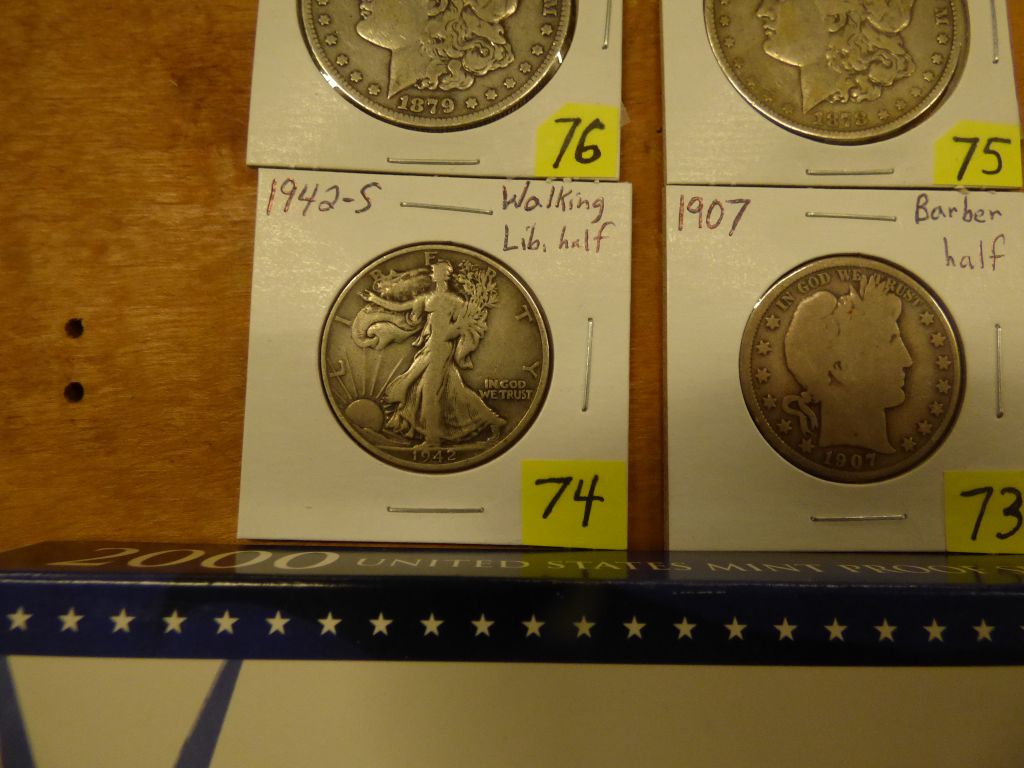 M
1879
76
M
1878
75
1942-S
Walking
Lib. half
LIBERTY
IN GOD
WE TRUST
1942
74
1907
Barber
half
IN GOD WE TRUST
1907
73
2000 UNITED STATES MINT PROOF